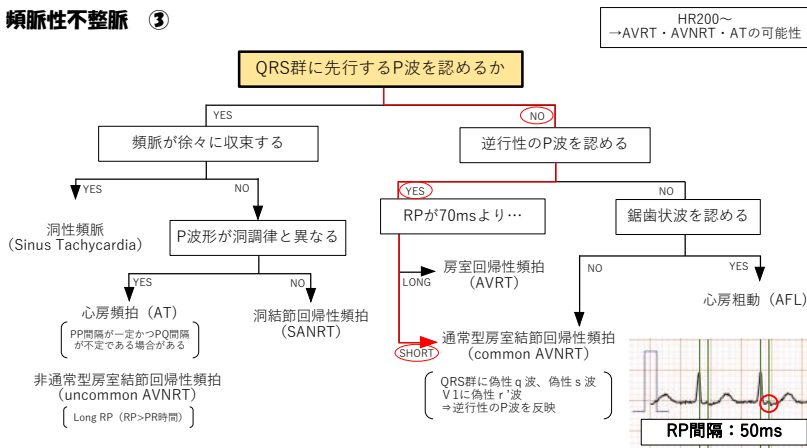 頻脈性不整脈 ③
HR200～
→AVRT・AVNRT・ATの可能性
QRS群に先行するP波を認めるか
YES
NO
頻脈が徐々に収束する
逆行性のP波を認める
YES
NO
YES
NO
洞性頻脈
(Sinus Tachycardia)
P波形が洞調律と異なる
RPが70msより…
鋸歯状波を認める
YES
NO
LONG
NO
YES
心房頻拍 (AT)
PP間隔が一定かつPQ間隔
が不定である場合がある
洞結節回帰性頻拍
(SANRT)
房室回帰性頻拍
(AVRT)
心房粗動 (AFL)
SHORT
通常型房室結節回帰性頻拍
(common AVNRT)
非通常型房室結節回帰性頻拍
(uncommon AVNRT)
Long RP（RP>PR時間）
QRS群に偽性ｑ波、偽性ｓ波
Ⅴ1に偽性ｒ’波
⇒逆行性のP波を反映
RP間隔：50ms